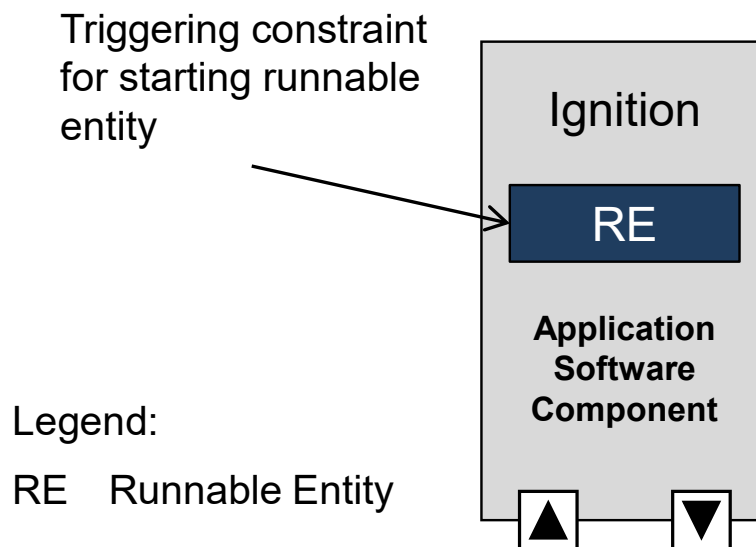 Triggering constraint
for starting runnable
entity
Ignition
RE
Application
Software
Component
Legend:
RE Runnable Entity